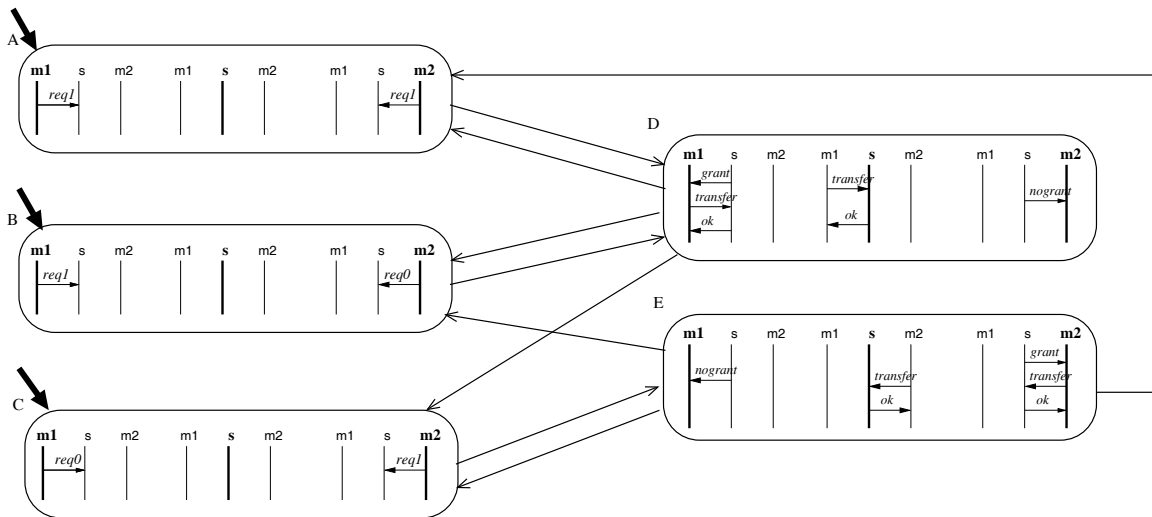 A
m1 s m2 m1 s m2 m1 s m2
req1 req1
B
m1 s m2 m1 s m2 m1 s m2
req1 req0
C
m1 s m2 m1 s m2 m1 s m2
req0 req1
D
m1 s m2 m1 s m2 m1 s m2
grant
transfer nogrant
transfer
ok
ok
E
m1 s m2 m1 s m2 m1 s m2
grant
nogrant transfer transfer
ok ok